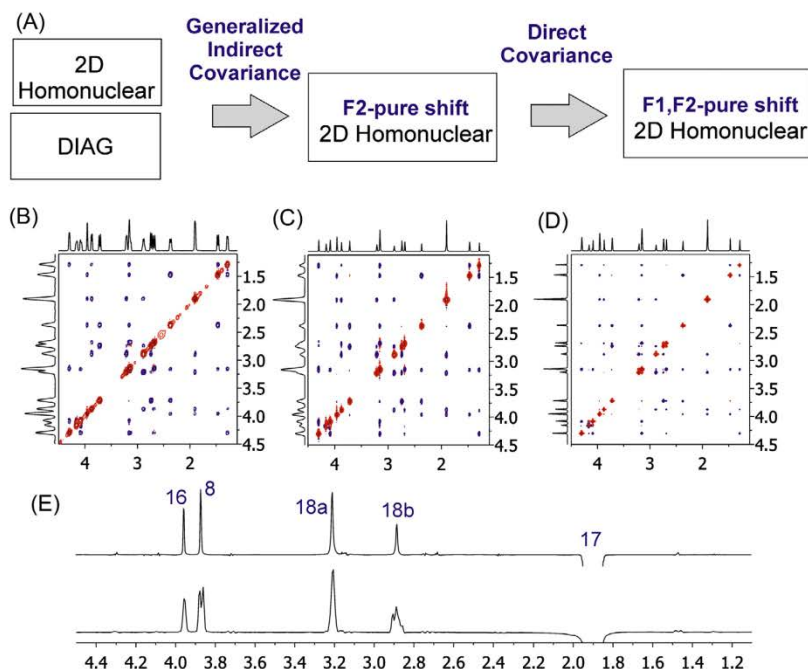 (A)
2D
Homonuclear
DIAG
Generalized
Indirect
Covariance
F2-pure shift
2D Homonuclear
Direct
Covariance
F1,F2-pure shift
2D Homonuclear
(B)
(C)
(D)
1.5
2.0
2.5
3.0
3.5
4.0
4.5
4 3 2
1.5
2.0
2.5
3.0
3.5
4.0
4.5
4 3 2
1.5
2.0
2.5
3.0
3.5
4.0
4.5
4 3 2
(E)
16 8 18a 18b 17
4.4 4.2 4.0 3.8 3.6 3.4 3.2 3.0 2.8 2.6 2.4 2.2 2.0 1.8 1.6 1.4 1.2